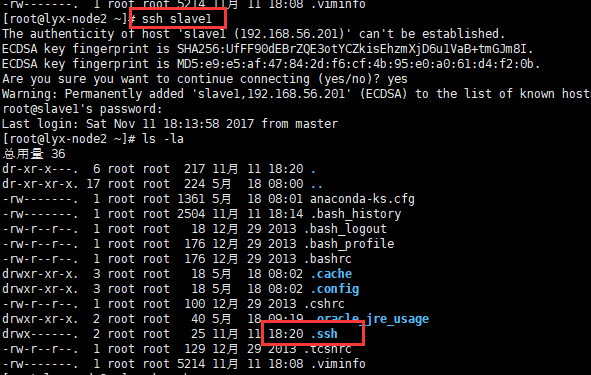 -rw-------. 1 root root 5214 11月 11 18:08 .viminfo
[root@lyx-node2 ~]# ssh slave1
The authenticity of host 'slave1 (192.168.56.201)' can't be established.
ECDSA key fingerprint is SHA256:UfFF90dEBrZQE3otYCZkisEhzmXjD6u1VaB+tmGJm8I.
ECDSA key fingerprint is MD5:e9:e5:af:47:84:2d:f6:cf:4b:95:e0:a0:61:d4:f2:0b.
Are you sure you want to continue connecting (yes/no)? yes
Warning: Permanently added 'slave1,192.168.56.201' (ECDSA) to the list of known host
root@slave1's password:
Last login: Sat Nov 11 18:13:58 2017 from master
[root@lyx-node2 ~]# ls -la
总用量 36
dr-xr-x---. 6 root root 217 11月 11 18:20 .
dr-xr-xr-x. 17 root root 224 5月 18 08:00 ..
-rw-------. 1 root root 1361 5月 18 08:01 anaconda-ks.cfg
-rw-------. 1 root root 2504 11月 11 18:14 .bash_history
-rw-r--r--. 1 root root 18 12月 29 2013 .bash_logout
-rw-r--r--. 1 root root 176 12月 29 2013 .bash_profile
-rw-r--r--. 1 root root 176 12月 29 2013 .bashrc
drwxr-xr-x. 3 root root 18 5月 18 08:02 .cache
drwxr-xr-x. 3 root root 18 5月 18 08:02 .config
-rw-r--r--. 1 root root 100 12月 29 2013 .cshrc
drwxr-xr-x. 2 root root 40 5月 18 09:19 .oracle_jre_usage
drwx------. 2 root root 25 11月 11 18:20 .ssh
-rw-r--r--. 1 root root 129 12月 29 2013 .tcshrc
-rw-------. 1 root root 5214 11月 11 18:08 .viminfo